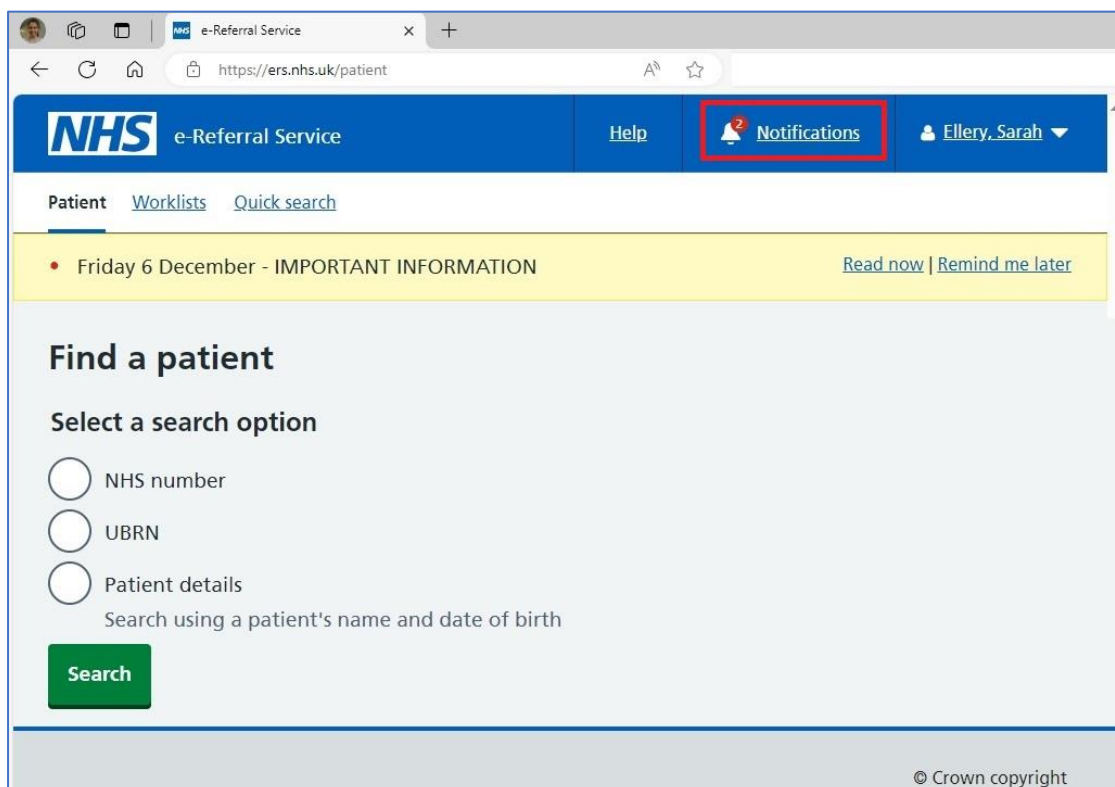 NHS e-Referral Service
https://ers.nhs.uk/patient
NHS e-Referral Service Help 2 Notifications Ellery, Sarah
Patient Worklists Quick search
• Friday 6 December - IMPORTANT INFORMATION Read now | Remind me later
Find a patient
Select a search option
NHS number
UBRN
Patient details
Search using a patient's name and date of birth
Search
© Crown copyright